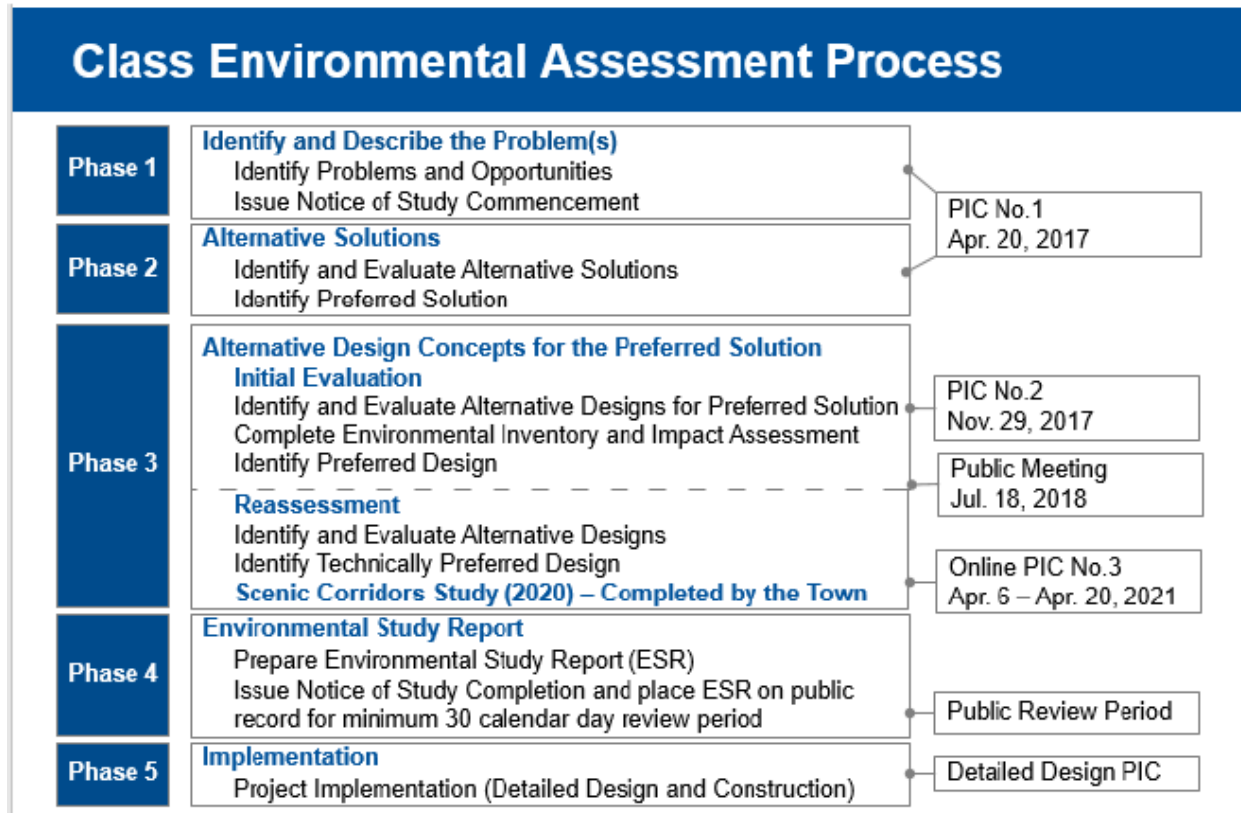 Class Environmental Assessment Process
Phase 1
Identify and Describe the Problem(s)
Identify Problems and Opportunities
Issue Notice of Study Commencement
PIC No.1
Apr. 20, 2017
Phase 2
Alternative Solutions
Identify and Evaluate Alternative Solutions
Identify Preferred Solution
Phase 3
Alternative Design Concepts for the Preferred Solution
Initial Evaluation
Identify and Evaluate Alternative Designs for Preferred Solution
Complete Environmental Inventory and Impact Assessment
Identify Preferred Design
PIC No.2
Nov. 29, 2017
Public Meeting
Jul. 18, 2018
Reassessment
Identify and Evaluate Alternative Designs
Identify Technically Preferred Design
Scenic Corridors Study (2020) – Completed by the Town
Online PIC No.3
Apr. 6 – Apr. 20, 2021
Phase 4
Environmental Study Report
Prepare Environmental Study Report (ESR)
Issue Notice of Study Completion and place ESR on public
record for minimum 30 calendar day review period
Public Review Period
Phase 5
Implementation
Project Implementation (Detailed Design and Construction)
Detailed Design PIC